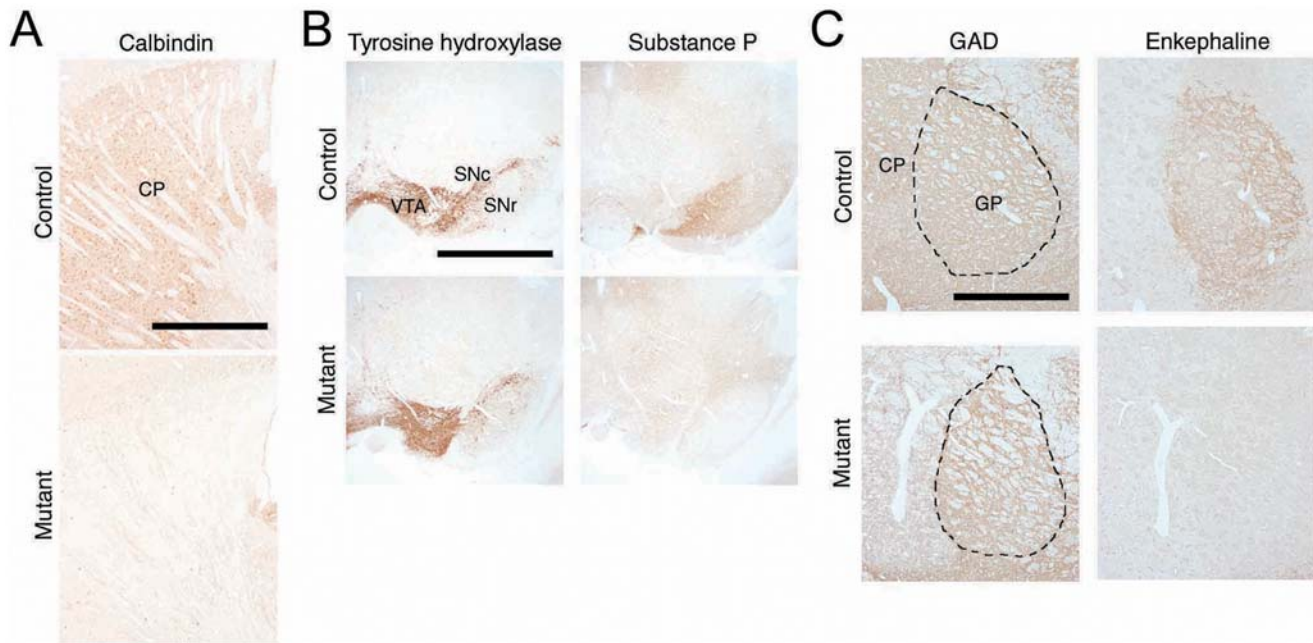 A
Calbindin
Control
CP
Mutant
B
Tyrosine hydroxylase
Substance P
Control
SNc
VTA
SNr
Mutant
C
GAD
Enkephaline
Control
CP
GP
Mutant